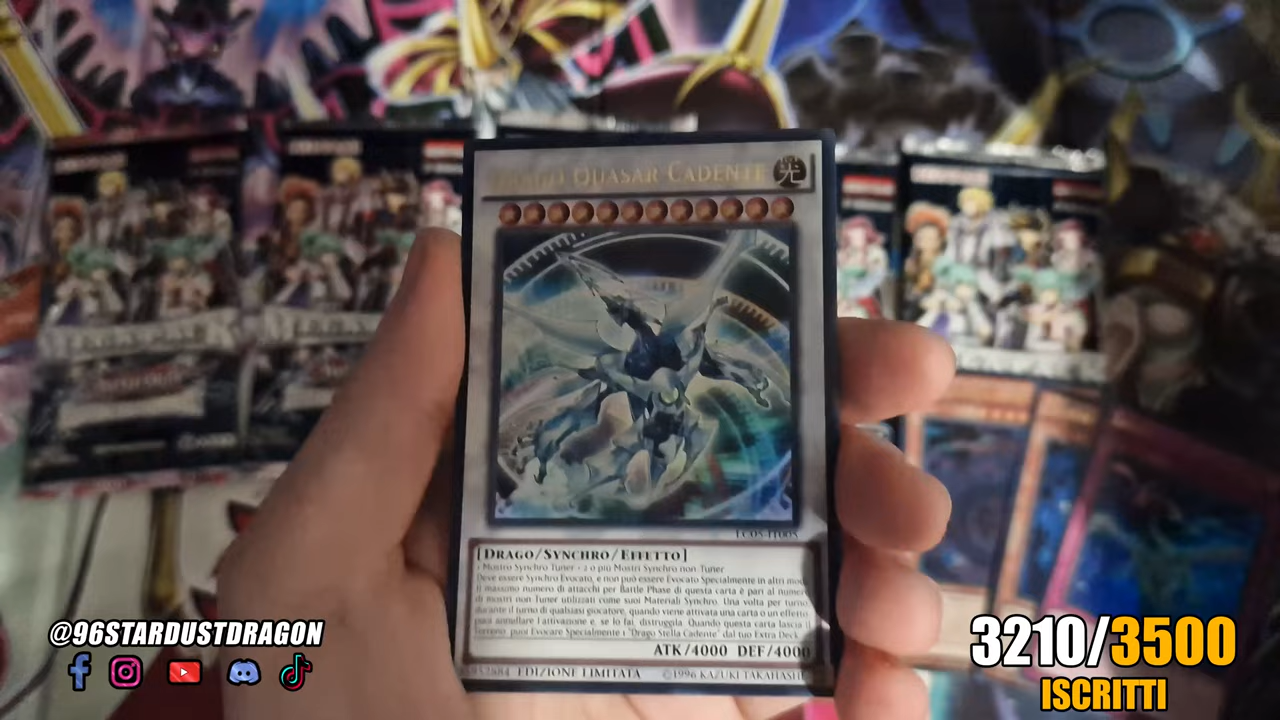 QUASAR CADENTE 光
LC05-IT005
[DRAGO/SYNCHRO/EFFETTO]
1 Mostro Synchro Tuner + 2 o più Mostri Synchro non-Tuner
Deve essere Synchro Evocato, e non può essere Evocato Specialmente in altri modi.
Il massimo numero di attacchi per Battle Phase di questa carta è pari al numero
di mostri non-Tuner utilizzati come suoi Materiali Synchro. Una volta per turno,
durante il turno di qualsiasi giocatore, quando viene attivata una carta o un effetto:
puoi annullare l'attivazione e, se lo fai, distruggila. Quando questa carta lascia il
Terreno: puoi Evocare Specialmente 1 "Drago Stella Cadente" dal tuo Extra Deck.
ATK/4000 DEF/4000
EDIZIONE LIMITATA ©1996 KAZUKI TAKAHASHI
@96STARDUSTDRAGON
3210/3500
ISCRITTI